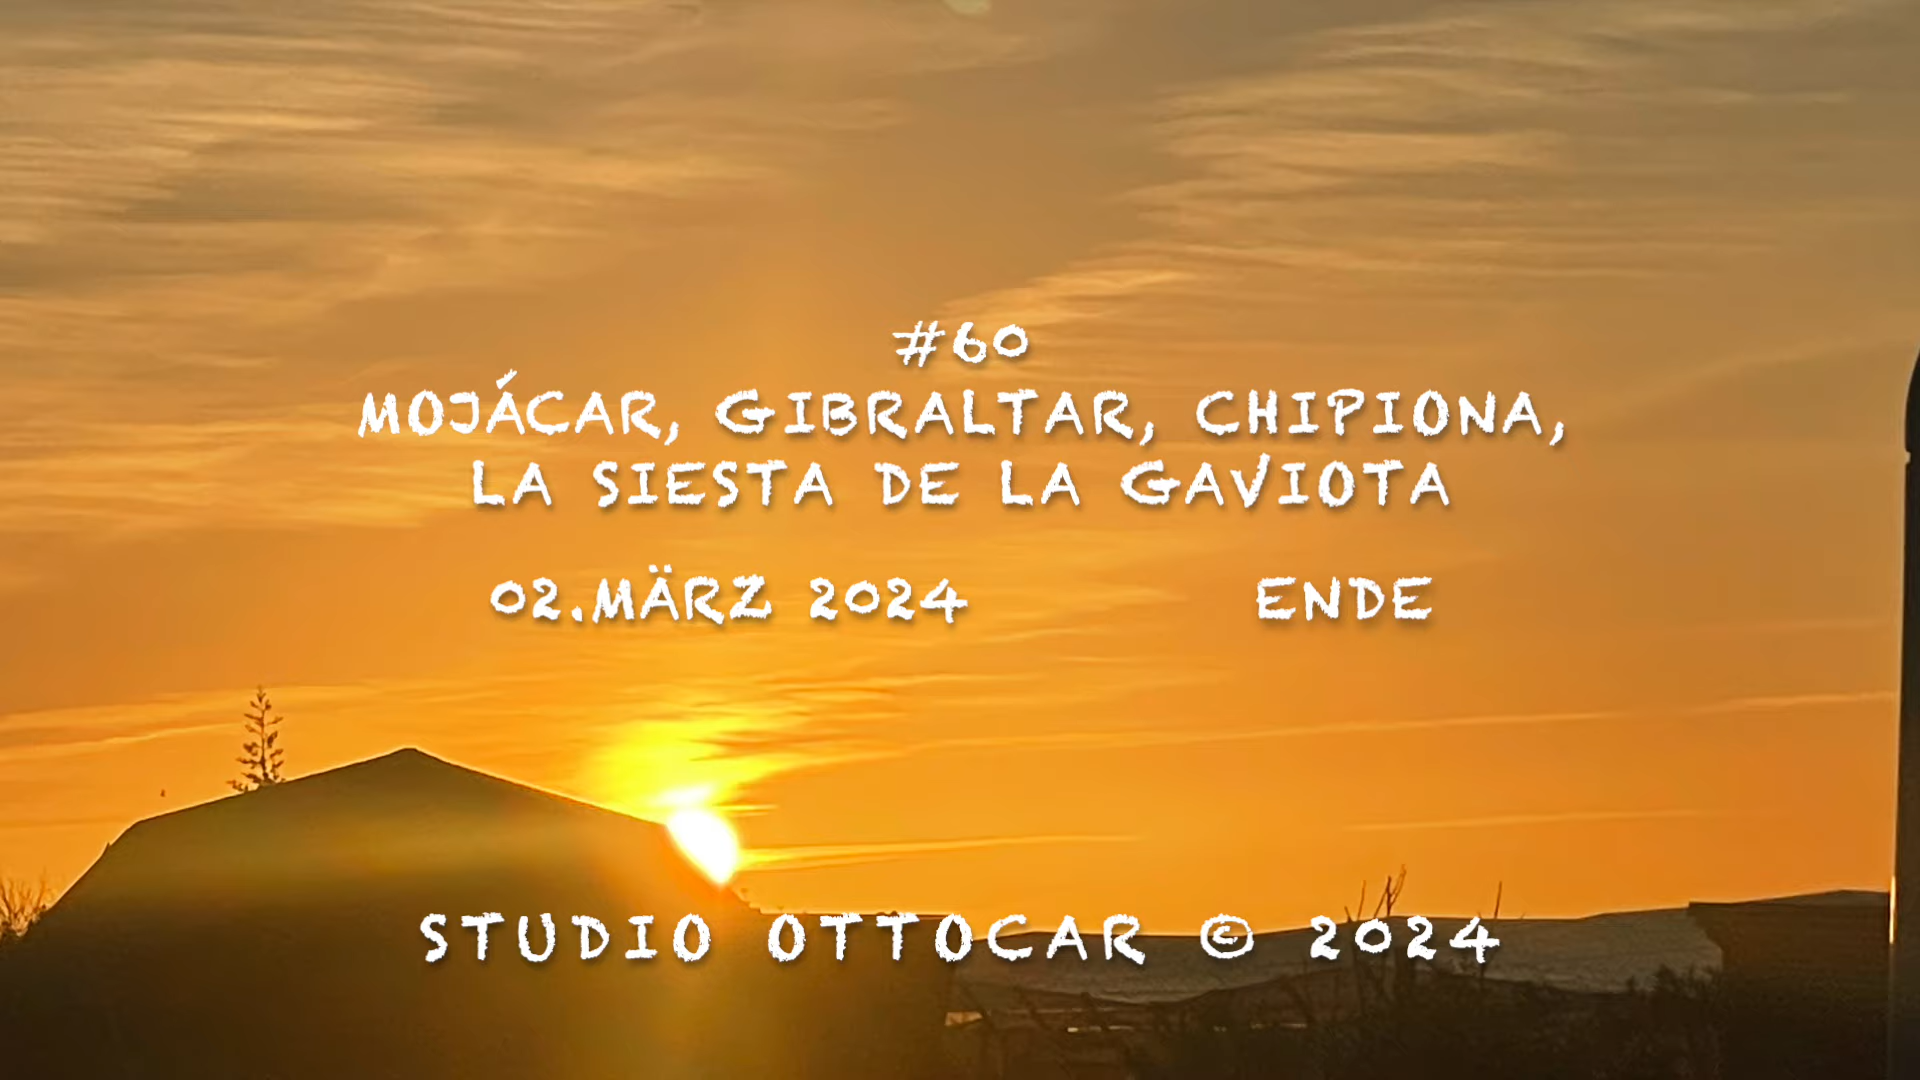 #60
MOJÁCAR, GIBRALTAR, CHIPIONA,
LA SIESTA DE LA GAVIOTA
02.MÄRZ 2024 ENDE
STUDIO OTTOCAR © 2024